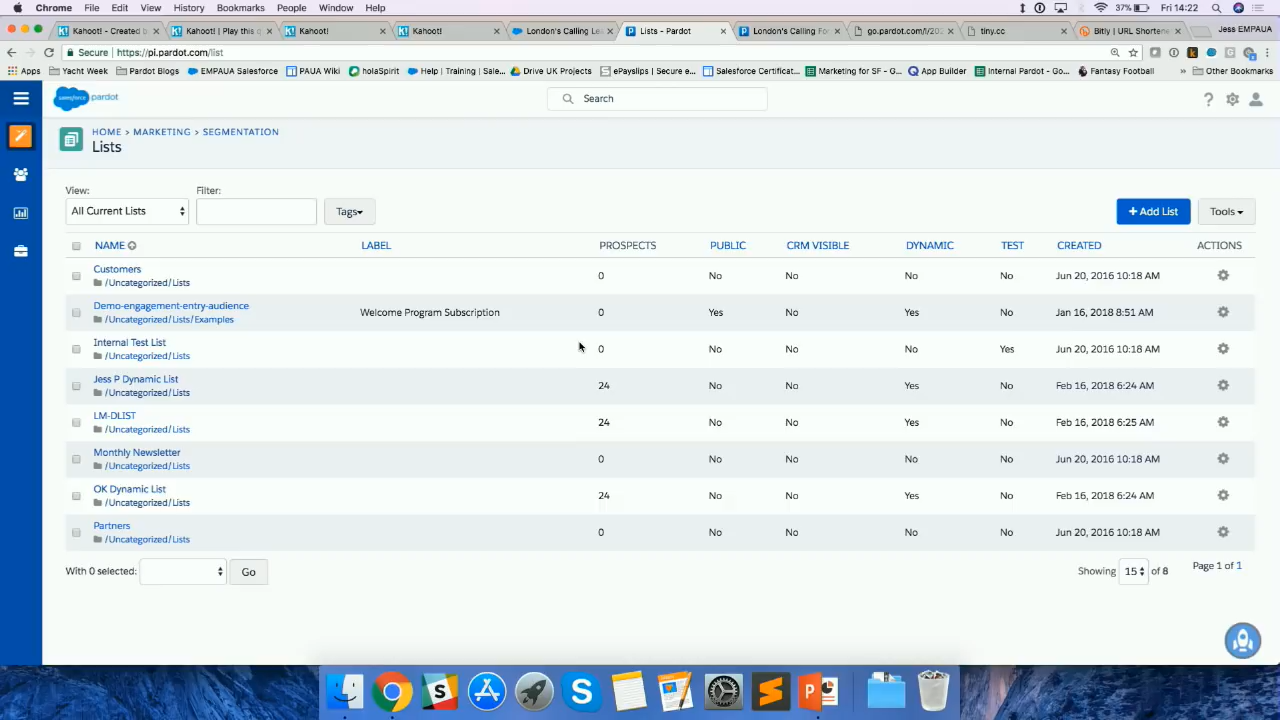 Chrome File Edit View History Bookmarks People Window Help 37% Fri 14:22
Kahoot! - Created b
Kahoot! | Play this q
Kahoot!
Kahoot!
London's Calling Lea
Lists - Pardot
London's Calling Fo
go.pardot.com/l/20
tiny.cc
Bitly | URL Shortene
Jess EMPAUA
Secure https://pi.pardot.com/list
Apps Yacht Week Pardot Blogs EMPAUA Salesforce PAUA Wiki holaSpirit Help | Training | Sale... Drive UK Projects ePayslips | Secure e... Salesforce Certificat... Marketing for SF - G... App Builder Internal Pardot - Go... Fantasy Football » Other Bookmarks
salesforce pardot
Search
HOME > MARKETING > SEGMENTATION
Lists
View: Filter:
All Current Lists Tags
+ Add List Tools
NAME LABEL PROSPECTS PUBLIC CRM VISIBLE DYNAMIC TEST CREATED ACTIONS
Customers 0 No No No No Jun 20, 2016 10:18 AM
/Uncategorized/Lists
Demo-engagement-entry-audience Welcome Program Subscription 0 Yes No Yes No Jan 16, 2018 8:51 AM
/Uncategorized/Lists/Examples
Internal Test List 0 No No No Yes Jun 20, 2016 10:18 AM
/Uncategorized/Lists
Jess P Dynamic List 24 No No Yes No Feb 16, 2018 6:24 AM
/Uncategorized/Lists
LM-DLIST 24 No No Yes No Feb 16, 2018 6:25 AM
/Uncategorized/Lists
Monthly Newsletter 0 No No No No Jun 20, 2016 10:18 AM
/Uncategorized/Lists
OK Dynamic List 24 No No Yes No Feb 16, 2018 6:24 AM
/Uncategorized/Lists
Partners 0 No No No No Jun 20, 2016 10:18 AM
/Uncategorized/Lists
With 0 selected: Go
Showing 15 of 8 Page 1 of 1